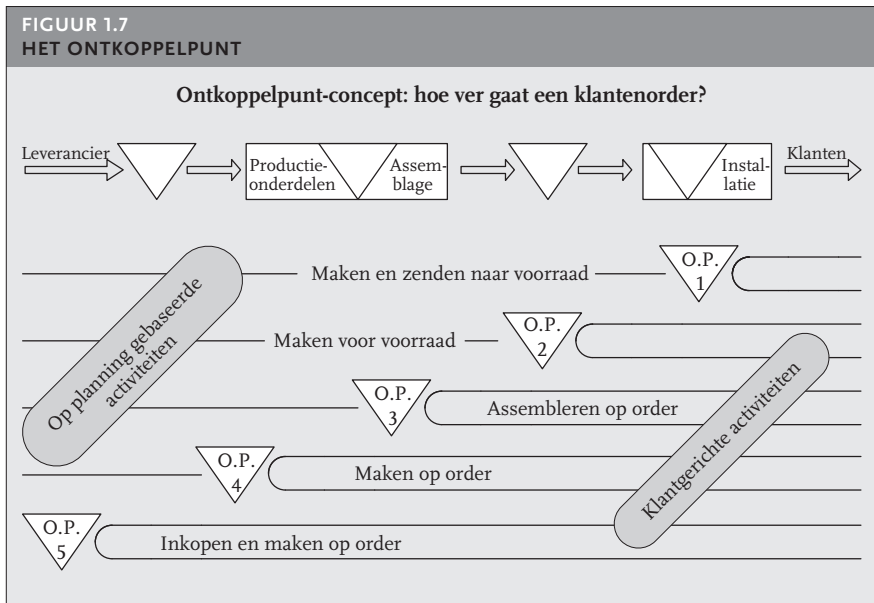 FIGUUR 1.7
HET ONTKOPPELPUNT
Ontkoppelpunt-concept: hoe ver gaat een klantenorder?
Leverancier
Productie-
onderdelen
Assem-
blage
Instal-
latie
Klanten
Op planning gebaseerde
activiteiten
Maken en zenden naar voorraad
O.P.
1
Maken voor voorraad
O.P.
2
O.P.
3
Assembleren op order
O.P.
4
Maken op order
O.P.
5
Inkopen en maken op order
Klantgerichte activiteiten